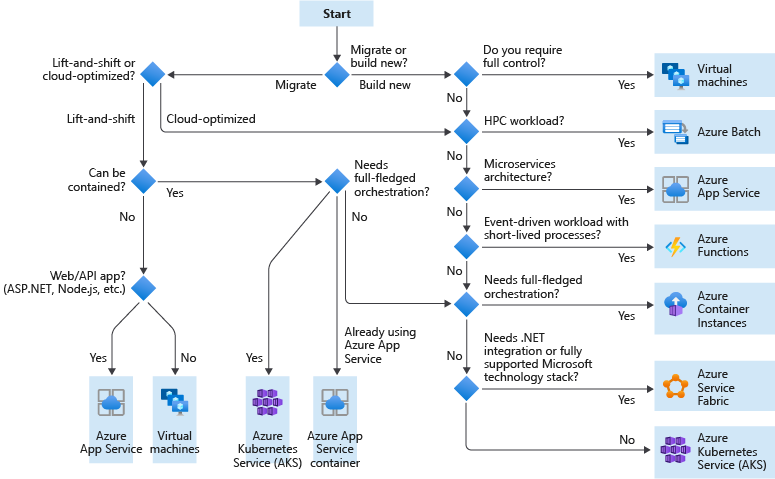 Start
Migrate or
build new?
Lift-and-shift or
cloud-optimized?
Migrate
Build new
Do you require
full control?
Yes
Virtual
machines
No
Lift-and-shift
Cloud-optimized
HPC workload?
Yes
Azure Batch
No
Can be
contained?
Yes
No
Needs
full-fledged
orchestration?
No
Microservices
architecture?
Yes
Azure
App Service
No
Event-driven workload with
short-lived processes?
Yes
Azure
Functions
No
Web/API app?
(ASP.NET, Node.js, etc.)
Needs full-fledged
orchestration?
Yes
Azure
Container
Instances
No
Already using
Azure App
Service
Yes
No
Yes
Needs .NET
integration or fully
supported Microsoft
technology stack?
Yes
Azure
Service
Fabric
No
Azure
App Service
Virtual
machines
Azure
Kubernetes
Service (AKS)
Azure App
Service
container
Azure
Kubernetes
Service (AKS)